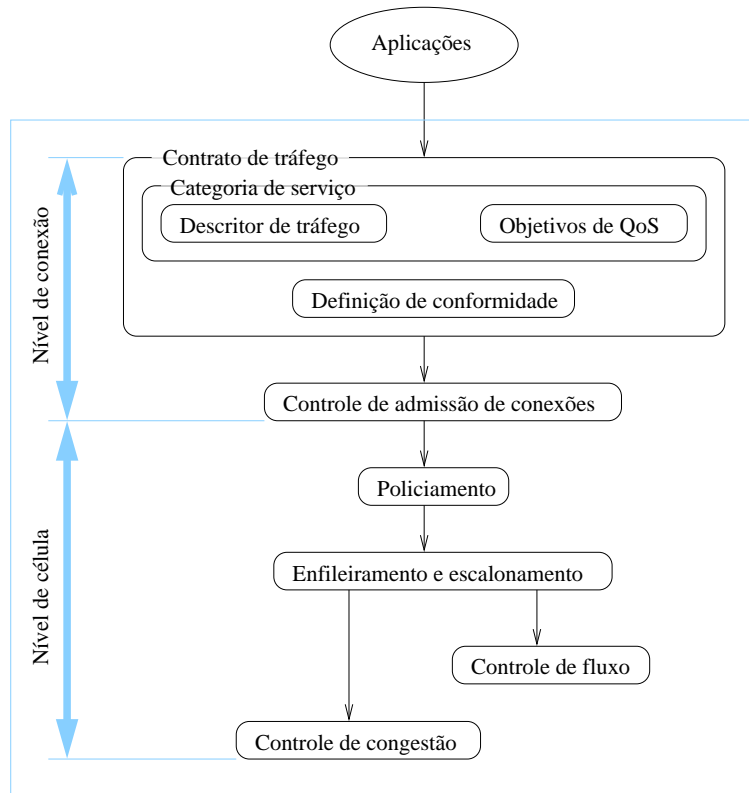 Aplicações
Contrato de tráfego
Categoria de serviço
Descritor de tráfego
Objetivos de QoS
Definição de conformidade
Nível de conexão
Controle de admissão de conexões
Policiamento
Enfileiramento e escalonamento
Nível de célula
Controle de fluxo
Controle de congestão